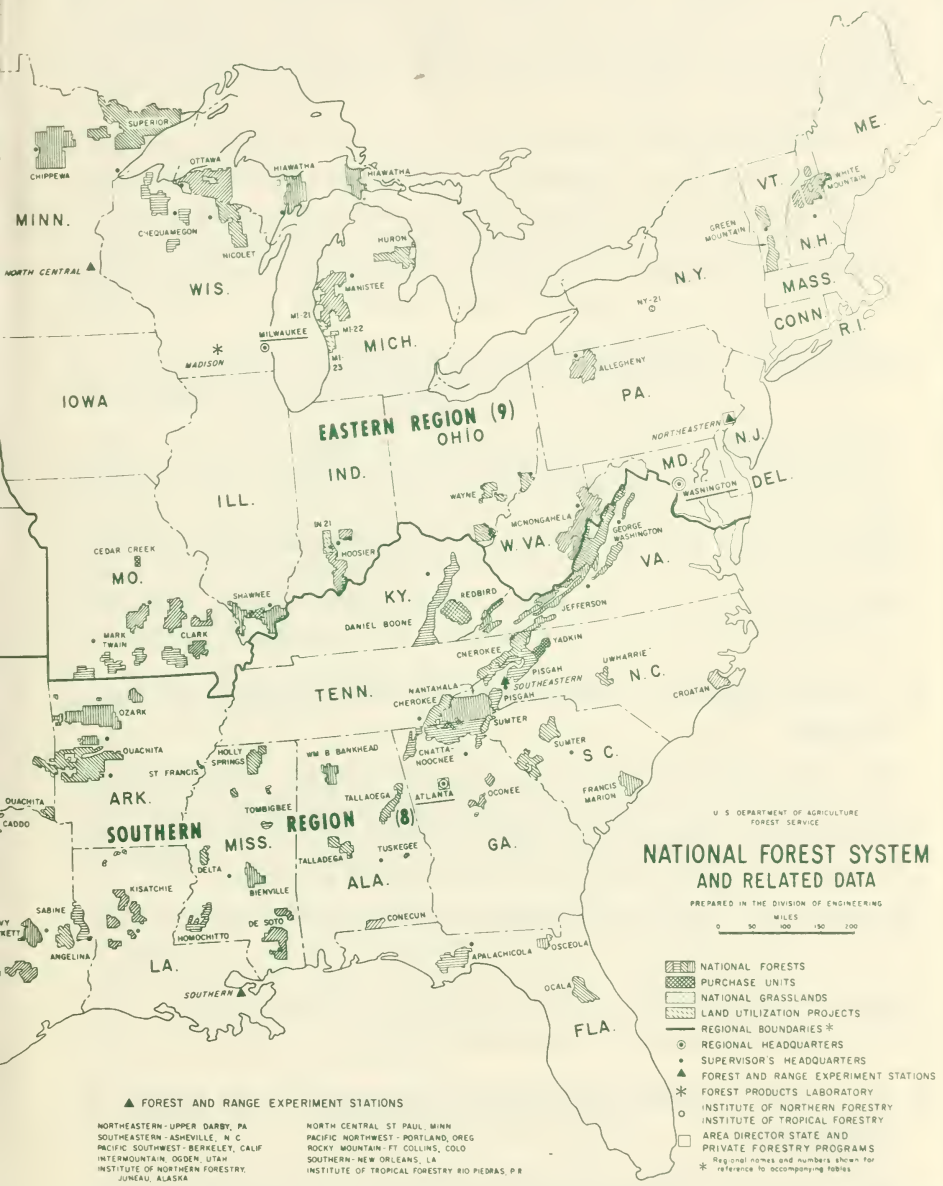 SUPERIOR
CHIPPEWA
OTTAWA
HIAWATHA
HIAWATHA
ME.
MINN.
CHEQUAMEGON
NICOLET
HURON
VT.
WHITE
MOUNTAIN
GREEN
MOUNTAIN
N.H.
NORTH CENTRAL
WIS.
MANISTEE
N.Y.
MASS.
NY-21
CONN.
R.I.
MI-21
MI-22
MILWAUKEE
MICH.
MI-
23
MADISON
ALLEGHENY
IOWA
PA.
EASTERN REGION (9)
OHIO
NORTHEASTERN
N.J.
IND.
MD.
DEL.
ILL.
WASHINGTON
WAYNE
MONONGAHELA
IN 21
HOOSIER
W. VA.
GEORGE
WASHINGTON
VA.
CEDAR CREEK
MO.
SHAWNEE
KY.
REDBIRD
JEFFERSON
DANIEL BOONE
MARK
TWAIN
CLARK
CHEROKEE
YADKIN
UWHARRIE
PISGAH
N.C.
TENN.
NANTAHALA
SOUTHEASTERN
CHEROKEE
PISGAH
CROATAN
OZARK
SUMTER
OUACHITA
HOLLY
SPRINGS
WM B BANKHEAD
CHATTA-
NOOCHEE
SUMTER
S C.
ST FRANCIS
ARK.
TALLADEGA
ATLANTA
OCONEE
FRANCIS
MARION
OUACHITA
CADDO
TOMBIGBEE
SOUTHERN REGION (8)
MISS.
TUSKEGEE
GA.
DELTA
TALLADEGA
BIENVILLE
ALA.
KISATCHIE
SABINE
DE SOTO
CONECUH
ANGELINA
HOMOCHITTO
OSCEOLA
LA.
APALACHICOLA
SOUTHERN
OCALA
FLA.
U S DEPARTMENT OF AGRICULTURE
FOREST SERVICE
NATIONAL FOREST SYSTEM
AND RELATED DATA
PREPARED IN THE DIVISION OF ENGINEERING
MILES
0 50 100 150 200
NATIONAL FORESTS
PURCHASE UNITS
NATIONAL GRASSLANDS
LAND UTILIZATION PROJECTS
REGIONAL BOUNDARIES *
REGIONAL HEADQUARTERS
SUPERVISOR'S HEADQUARTERS
FOREST AND RANGE EXPERIMENT STATIONS
FOREST PRODUCTS LABORATORY
INSTITUTE OF NORTHERN FORESTRY
INSTITUTE OF TROPICAL FORESTRY
AREA DIRECTOR STATE AND
PRIVATE FORESTRY PROGRAMS
* Regional names and numbers shown for
reference to accompanying tables
▲ FOREST AND RANGE EXPERIMENT STATIONS
NORTHEASTERN-UPPER DARBY, PA
SOUTHEASTERN-ASHEVILLE, N C
PACIFIC SOUTHWEST-BERKELEY, CALIF
INTERMOUNTAIN, OGDEN, UTAH
INSTITUTE OF NORTHERN FORESTRY,
JUNEAU, ALASKA
NORTH CENTRAL ST PAUL, MINN
PACIFIC NORTHWEST-PORTLAND, OREG
ROCKY MOUNTAIN-FT COLLINS, COLO
SOUTHERN-NEW ORLEANS, LA
INSTITUTE OF TROPICAL FORESTRY RIO PIEDRAS, P R